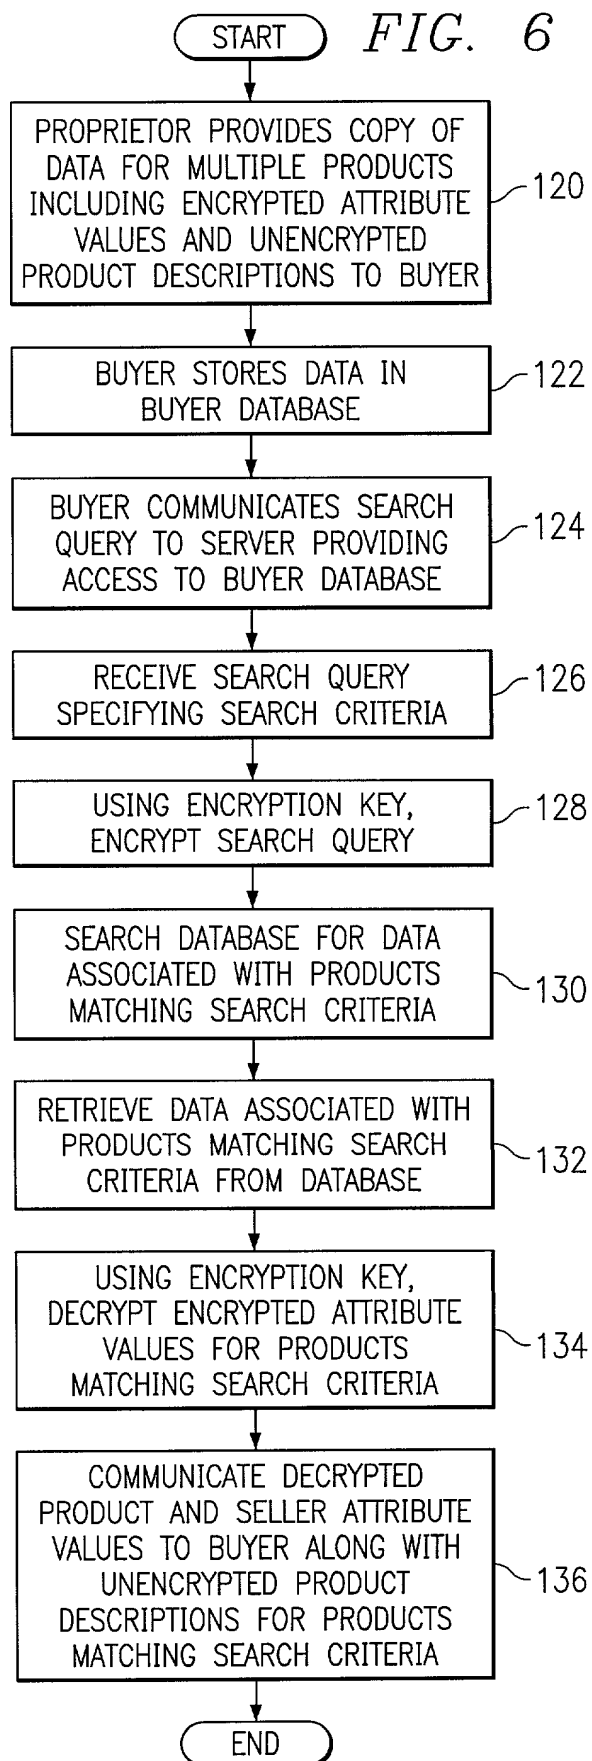 START
FIG. 6
PROPRIETOR PROVIDES COPY OF
DATA FOR MULTIPLE PRODUCTS
INCLUDING ENCRYPTED ATTRIBUTE
VALUES AND UNENCRYPTED
PRODUCT DESCRIPTIONS TO BUYER
120
BUYER STORES DATA IN
BUYER DATABASE
122
BUYER COMMUNICATES SEARCH
QUERY TO SERVER PROVIDING
ACCESS TO BUYER DATABASE
124
RECEIVE SEARCH QUERY
SPECIFYING SEARCH CRITERIA
126
USING ENCRYPTION KEY,
ENCRYPT SEARCH QUERY
128
SEARCH DATABASE FOR DATA
ASSOCIATED WITH PRODUCTS
MATCHING SEARCH CRITERIA
130
RETRIEVE DATA ASSOCIATED WITH
PRODUCTS MATCHING SEARCH
CRITERIA FROM DATABASE
132
USING ENCRYPTION KEY,
DECRYPT ENCRYPTED ATTRIBUTE
VALUES FOR PRODUCTS
MATCHING SEARCH CRITERIA
134
COMMUNICATE DECRYPTED
PRODUCT AND SELLER ATTRIBUTE
VALUES TO BUYER ALONG WITH
UNENCRYPTED PRODUCT
DESCRIPTIONS FOR PRODUCTS
MATCHING SEARCH CRITERIA
136
END